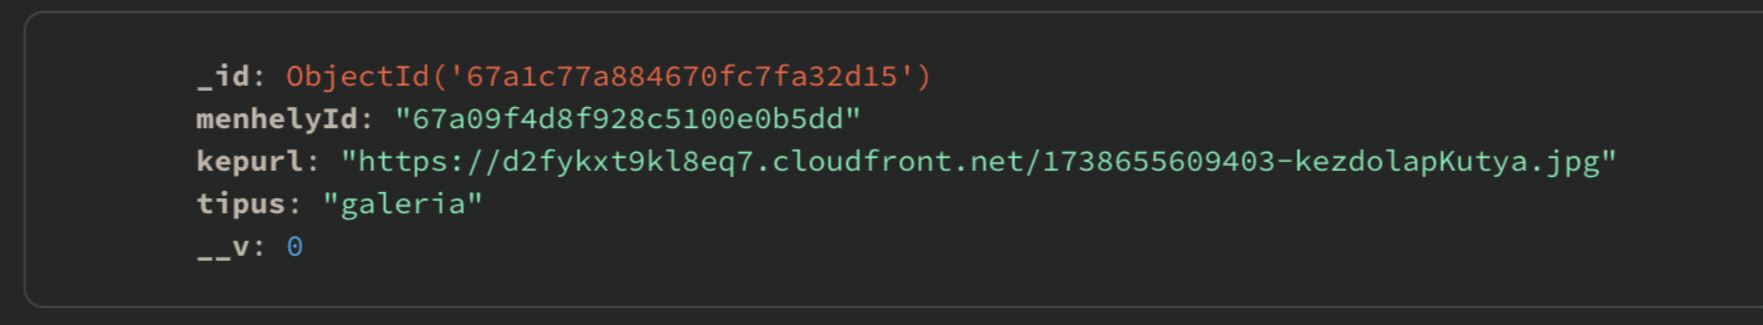 _id: ObjectId('67a1c77a884670fc7fa32d15')
menhelyId: "67a09f4d8f928c5100e0b5dd"
kepurl: "https://d2fykxt9kl8eq7.cloudfront.net/1738655609403-kezdolapKutya.jpg"
tipus: "galeria"
__v: 0